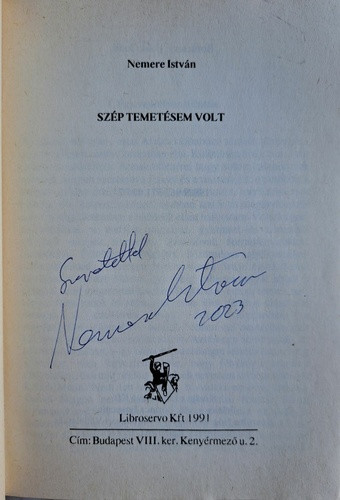 Nemere István
SZÉP TEMETÉSEM VOLT
Szeretettel
Nemere István
2023
Libroservo Kft 1991
Cím: Budapest VIII. ker. Kenyérmező u. 2.